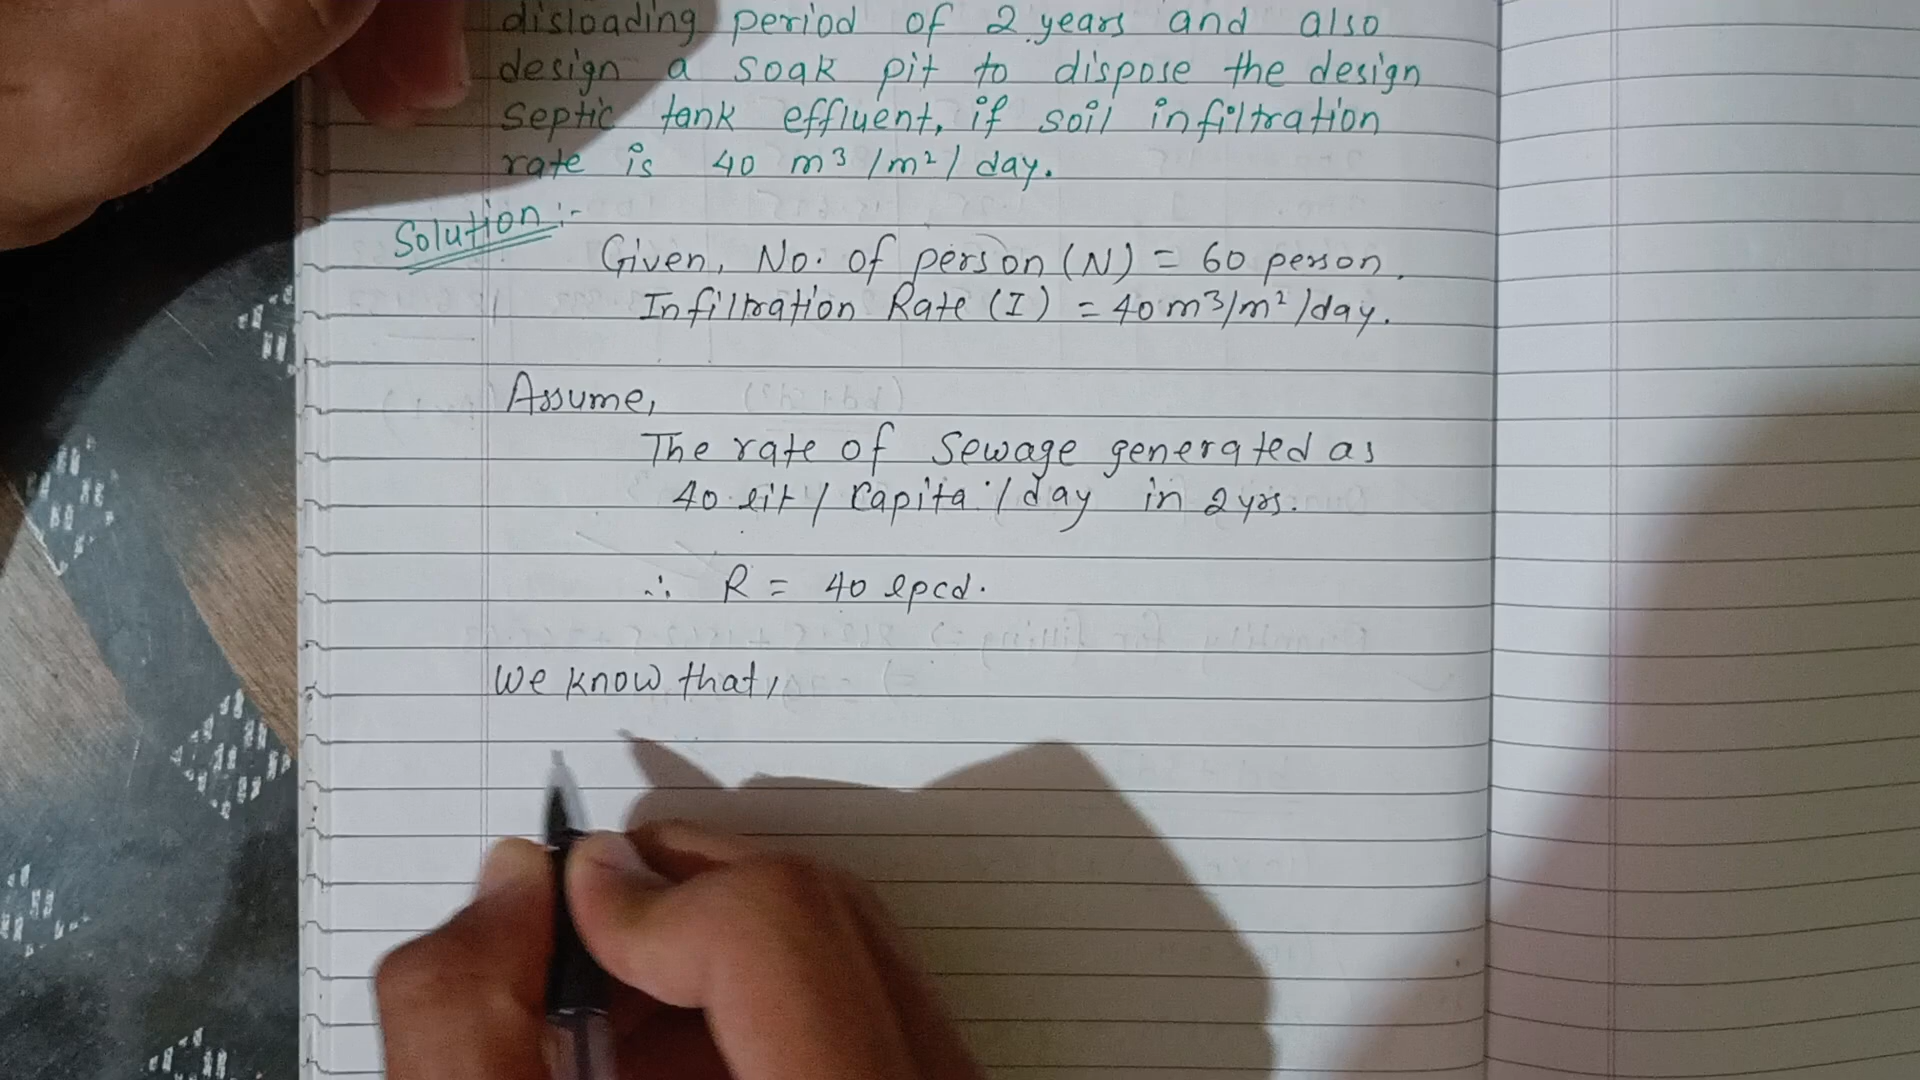 disloading period of 2 years and also
design a soak pit to dispose the design
septic tank effluent, if soil infiltration
rate is 40 m³/m²/day.
Solution:-
Given, No. of person (N) = 60 person.
Infiltration Rate (I) = 40 m³/m²/day.
Assume,
The rate of sewage generated as
40 lit / capita / day in 2 yrs.
∴ R = 40 lpcd.
We know that,